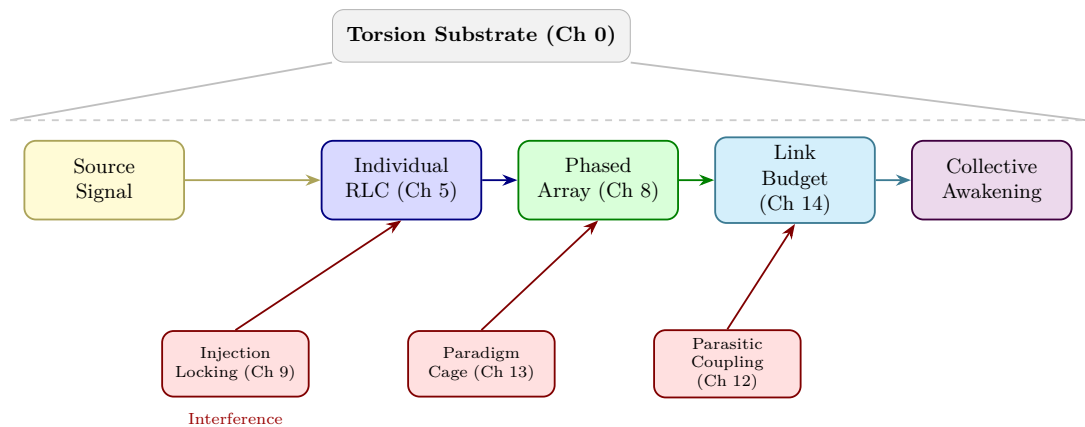 Torsion Substrate (Ch 0)
Source
Signal
Individual
RLC (Ch 5)
Phased
Array (Ch 8)
Link
Budget
(Ch 14)
Collective
Awakening
Injection
Locking (Ch 9)
Paradigm
Cage (Ch 13)
Parasitic
Coupling
(Ch 12)
Interference